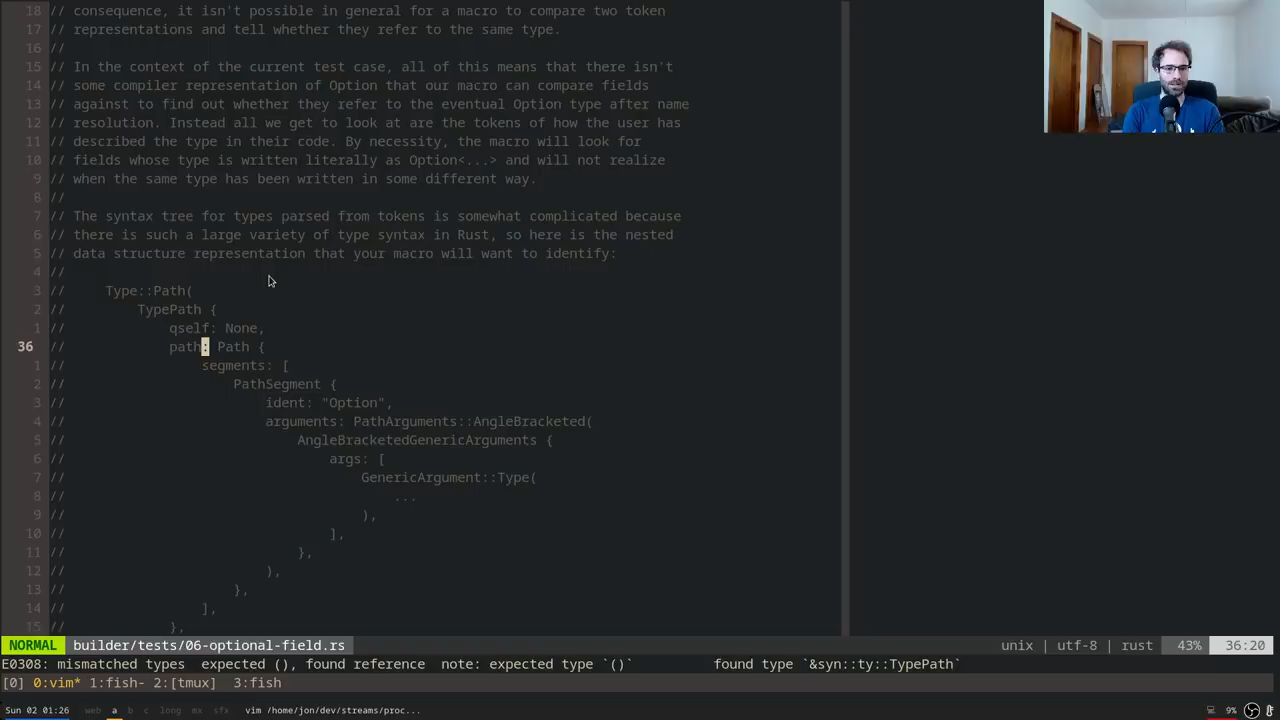 18 // consequence, it isn't possible in general for a macro to compare two token
17 // representations and tell whether they refer to the same type.
16 //
15 // In the context of the current test case, all of this means that there isn't
14 // some compiler representation of Option that our macro can compare fields
13 // against to find out whether they refer to the eventual Option type after name
12 // resolution. Instead all we get to look at are the tokens of how the user has
11 // described the type in their code. By necessity, the macro will look for
10 // fields whose type is written literally as Option<...> and will not realize
9 // when the same type has been written in some different way.
8 //
7 // The syntax tree for types parsed from tokens is somewhat complicated because
6 // there is such a large variety of type syntax in Rust, so here is the nested
5 // data structure representation that your macro will want to identify:
4 //
3 //     Type::Path(
2 //         TypePath {
1 //             qself: None,
36 //             path: Path {
1 //                 segments: [
2 //                     PathSegment {
3 //                         ident: "Option",
4 //                         arguments: PathArguments::AngleBracketed(
5 //                             AngleBracketedGenericArguments {
6 //                                 args: [
7 //                                     GenericArgument::Type(
8 //                                         ...
9 //                                     ),
10 //                                 ],
11 //                             },
12 //                         ),
13 //                     },
14 //                 ],
15 //             },
NORMAL builder/tests/06-optional-field.rs unix | utf-8 | rust 43% 36:20
E0308: mismatched types  expected (), found reference  note: expected type `()`        found type `&syn::ty::TypePath`
[0] 0:vim* 1:fish- 2:[tmux]  3:fish
Sun 02 01:26 web a b c long mx sfx vim /home/jon/dev/streams/proc... 9%